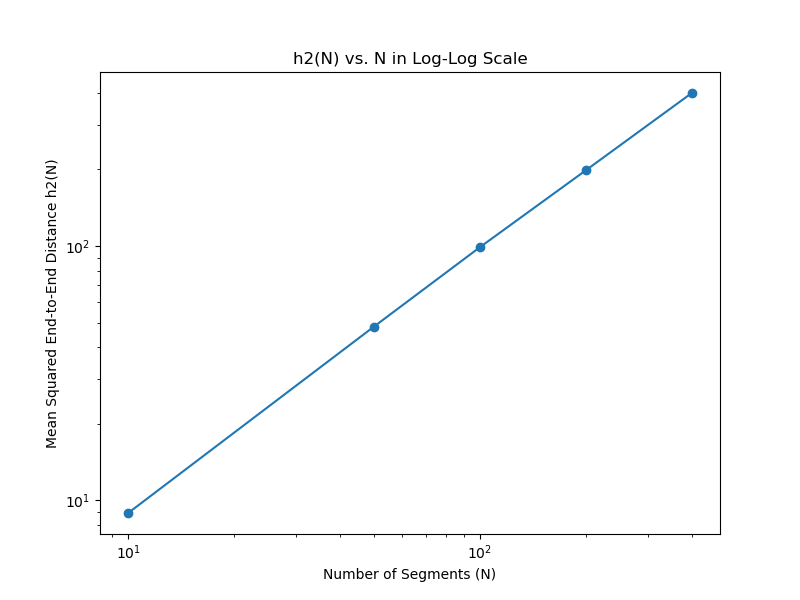 h2(N) vs. N in Log-Log Scale
Mean Squared End-to-End Distance h2(N)
10²
10¹
10¹
10²
Number of Segments (N)